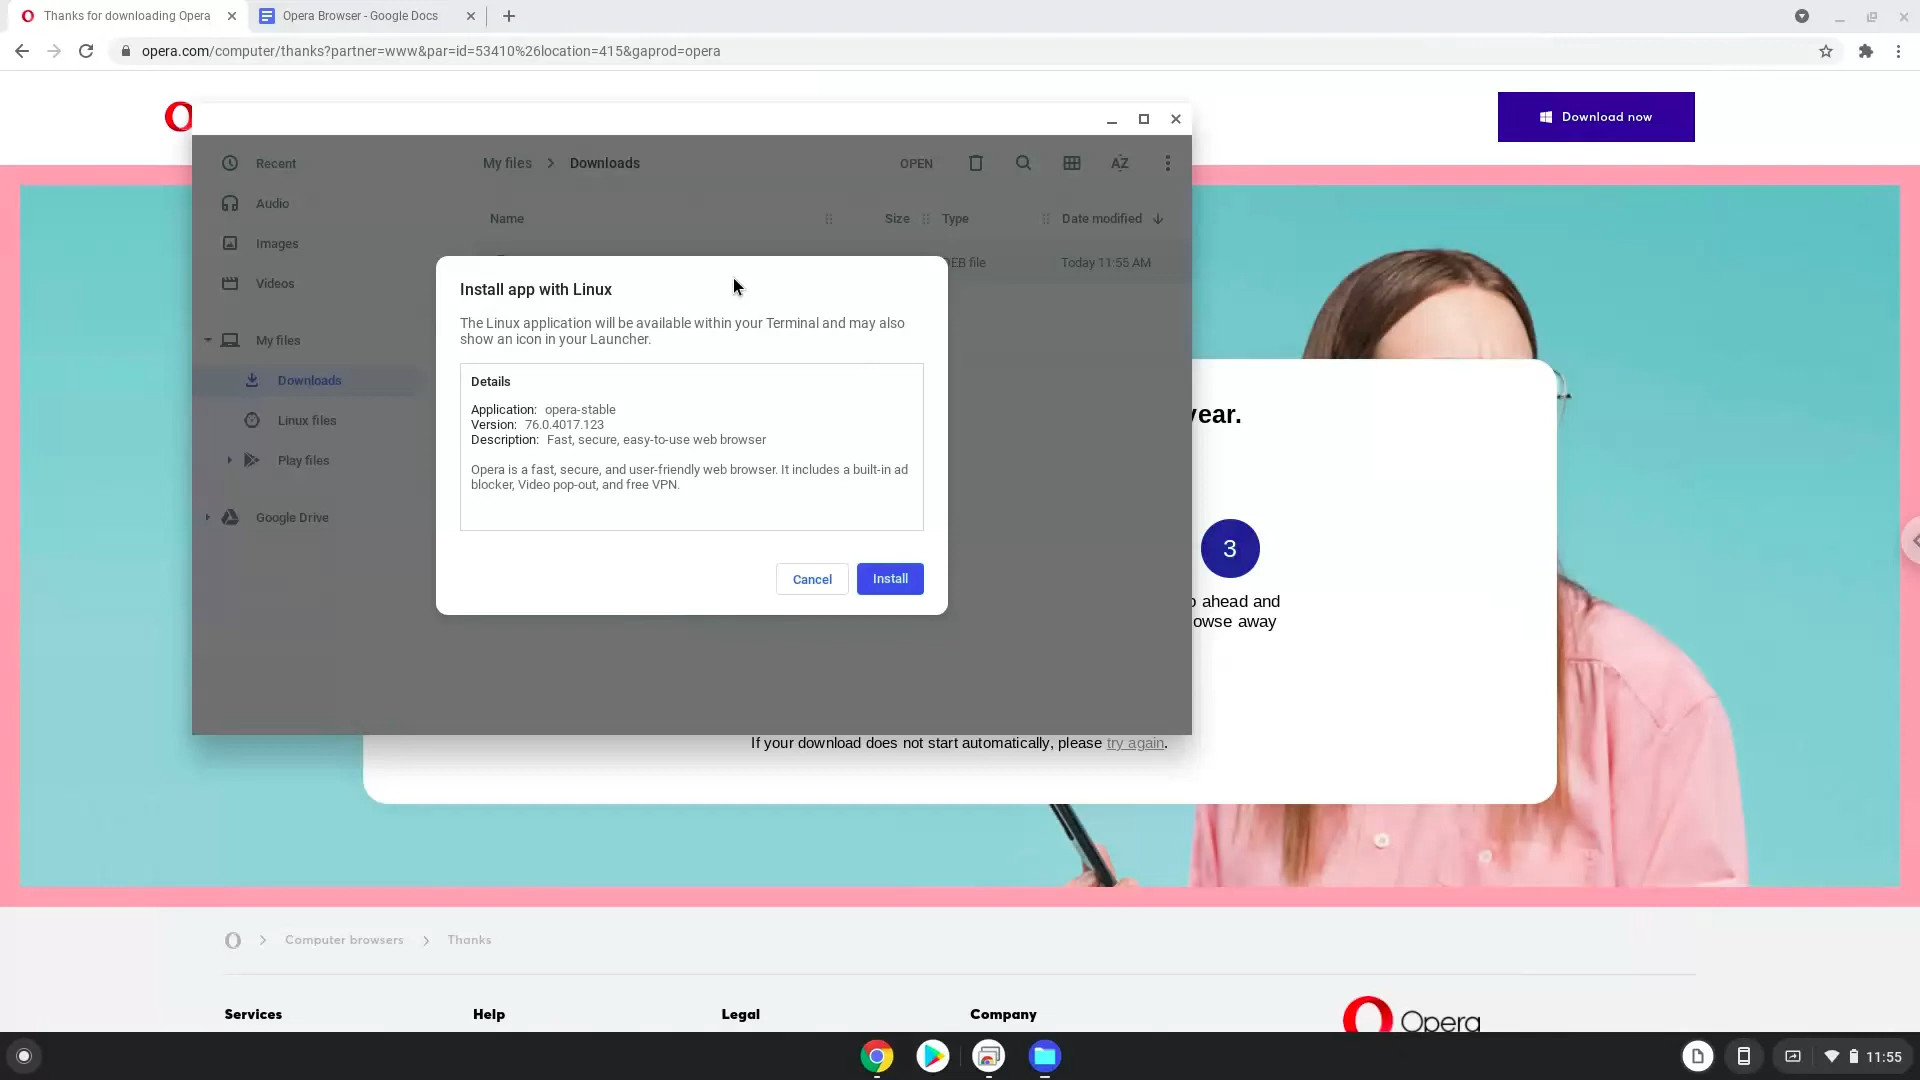 Thanks for downloading Opera
Opera Browser - Google Docs
opera.com/computer/thanks?partner=www&par=id=53410%26location=415&gaprod=opera
Download now
Recent
Audio
Images
Videos
My files
Downloads
Linux files
Play files
Google Drive
My files > Downloads
OPEN
AZ
Name
Size
Type
Date modified
EB file
Today 11:55 AM
Install app with Linux
The Linux application will be available within your Terminal and may also
show an icon in your Launcher.
Details
Application: opera-stable
Version: 76.0.4017.123
Description: Fast, secure, easy-to-use web browser
Opera is a fast, secure, and user-friendly web browser. It includes a built-in ad
blocker, Video pop-out, and free VPN.
Cancel
Install
year.
3
o ahead and
owse away
If your download does not start automatically, please try again.
Computer browsers > Thanks
Services
Help
Legal
Company
Opera
11:55